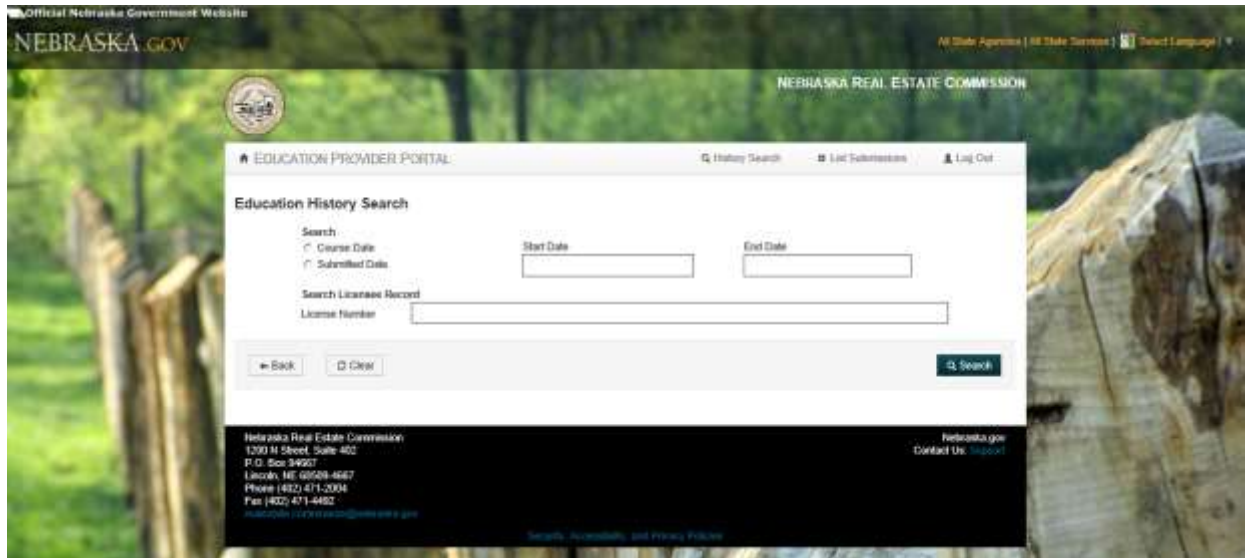 Official Nebraska Government Website
NEBRASKA.GOV
All State Agencies | All State Services | Select Language | ▼
NEBRASKA REAL ESTATE COMMISSION
EDUCATION PROVIDER PORTAL
History Search
List Submissions
Log Out
Education History Search
Search
Course Date
Submitted Date
Start Date
End Date
Search Licensee Record
License Number
Back
Clear
Search
Nebraska Real Estate Commission
1200 N Street, Suite 402
P.O. Box 94667
Lincoln, NE 68509-4667
Phone (402) 471-2004
Fax (402) 471-4492
Nebraska.gov
Contact Us: Support
Security, Accessibility, and Privacy Policies